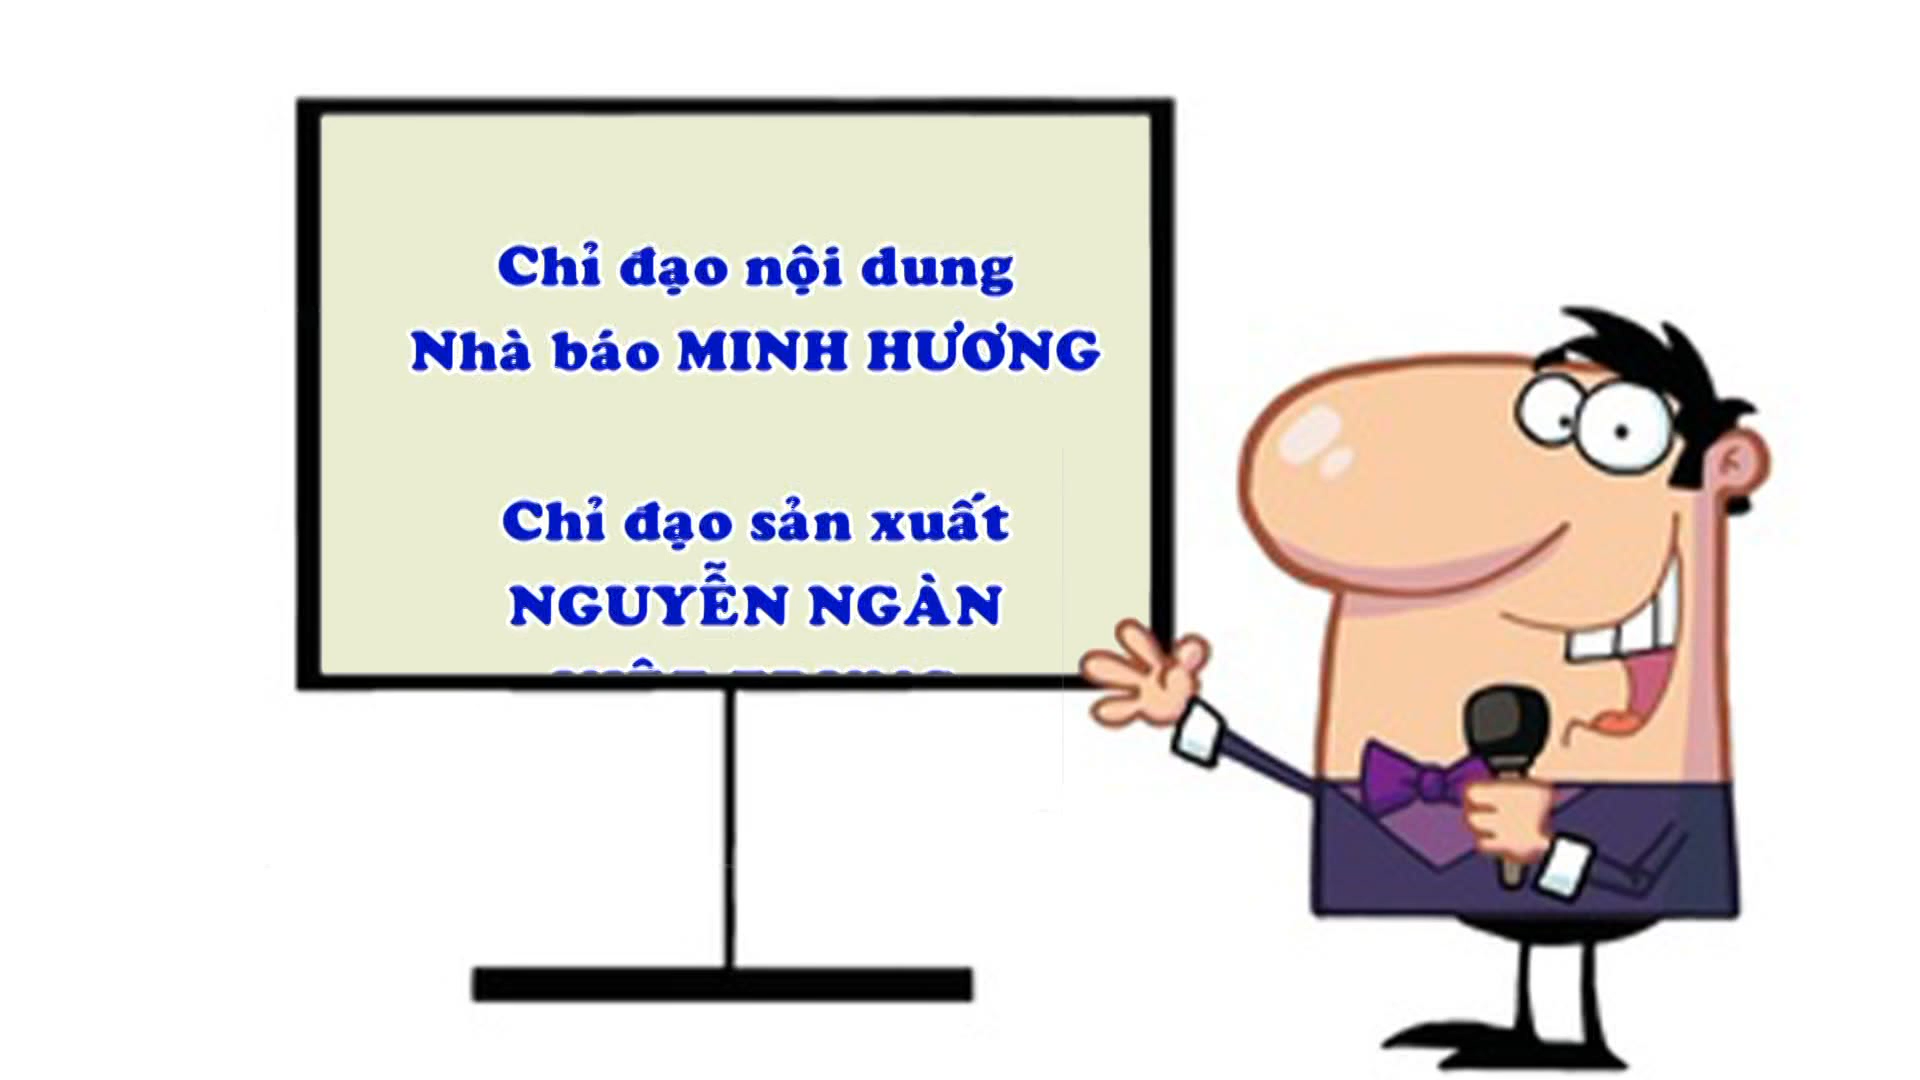 Chỉ đạo nội dung
Nhà báo MINH HƯƠNG
Chỉ đạo sản xuất
NGUYỄN NGÀN